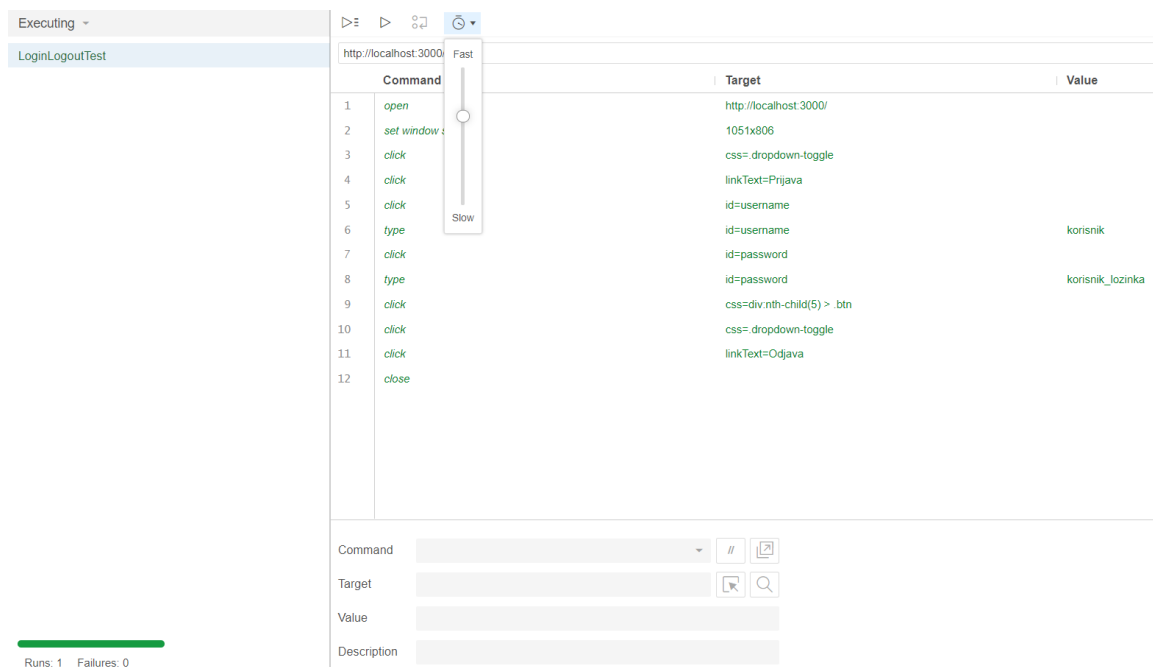 Executing
LoginLogoutTest
http://localhost:3000/
Fast
Slow
Command Target Value
1 open http://localhost:3000/
2 set window 1051x806
3 click css=.dropdown-toggle
4 click linkText=Prijava
5 click id=username
6 type id=username korisnik
7 click id=password
8 type id=password korisnik_lozinka
9 click css=div:nth-child(5) > .btn
10 click css=.dropdown-toggle
11 click linkText=Odjava
12 close
Command //
Target
Value
Description
Runs: 1 Failures: 0